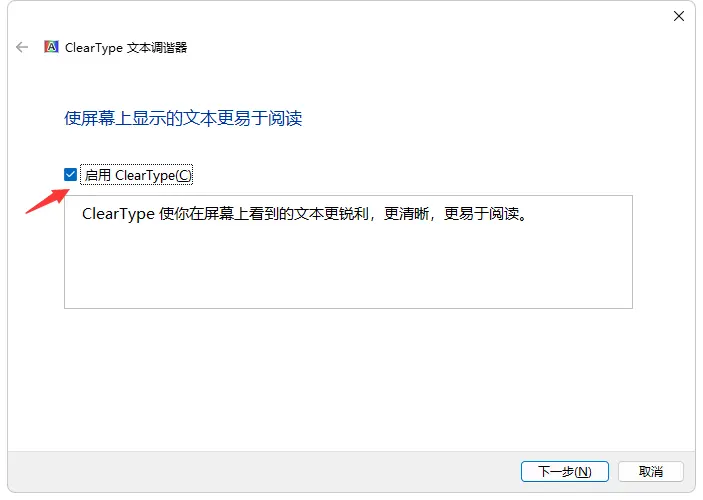 ClearType 文本调谐器
使屏幕上显示的文本更易于阅读
启用 ClearType(C)
ClearType 使你在屏幕上看到的文本更锐利，更清晰，更易于阅读。
下一步(N)
取消